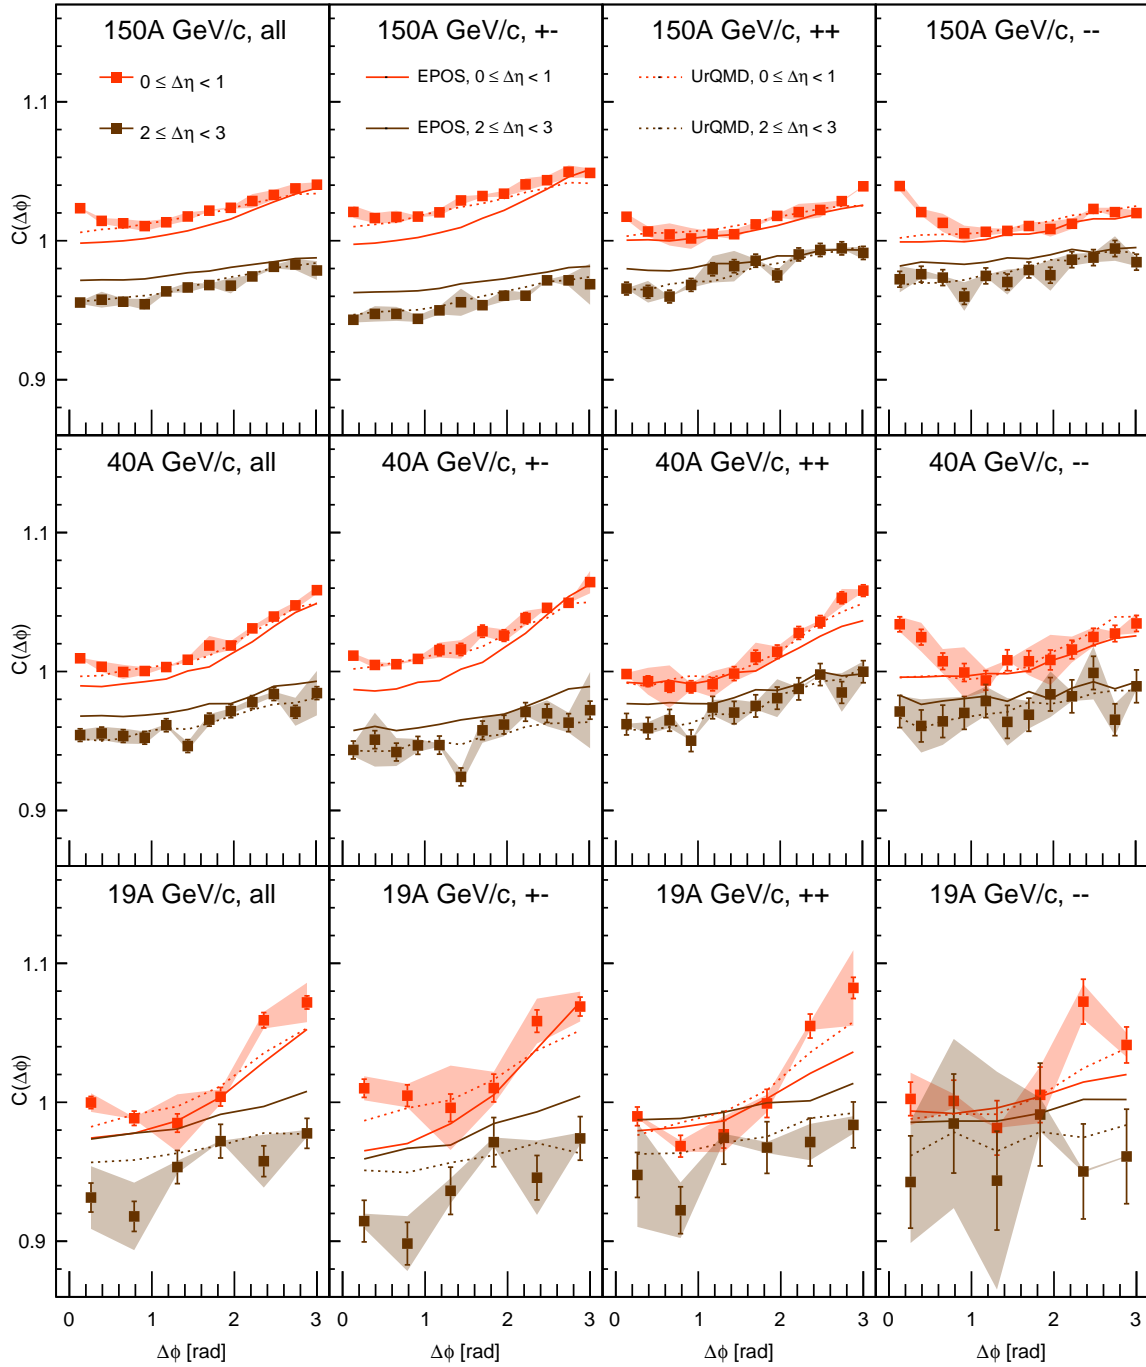 150A GeV/c, all
150A GeV/c, +-
150A GeV/c, ++
150A GeV/c, --
0 ≤ Δη < 1
EPOS, 0 ≤ Δη < 1
UrQMD, 0 ≤ Δη < 1
2 ≤ Δη < 3
EPOS, 2 ≤ Δη < 3
UrQMD, 2 ≤ Δη < 3
C(Δϕ)
1.1
1
0.9
40A GeV/c, all
40A GeV/c, +-
40A GeV/c, ++
40A GeV/c, --
C(Δϕ)
1.1
1
0.9
19A GeV/c, all
19A GeV/c, +-
19A GeV/c, ++
19A GeV/c, --
C(Δϕ)
1.1
1
0.9
0 1 2 3 0 1 2 3 0 1 2 3 0 1 2 3
Δϕ [rad] Δϕ [rad] Δϕ [rad] Δϕ [rad]